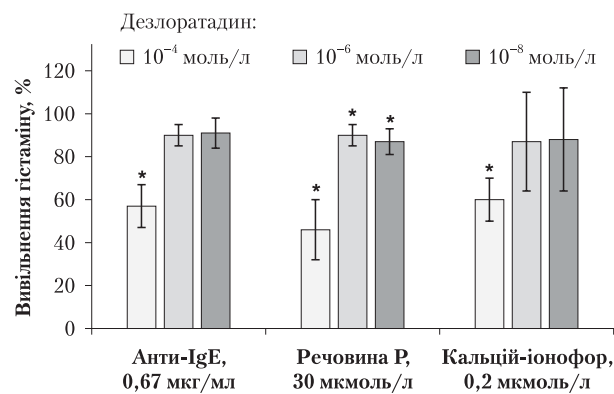 Дезлоратадин:
10⁻⁴ моль/л 10⁻⁶ моль/л 10⁻⁸ моль/л
Вивільнення гістаміну, %
120
100
80
60
40
20
0
* * * * *
Анти-IgE, Речовина P, Кальцій-іонофор,
0,67 мкг/мл 30 мкмоль/л 0,2 мкмоль/л